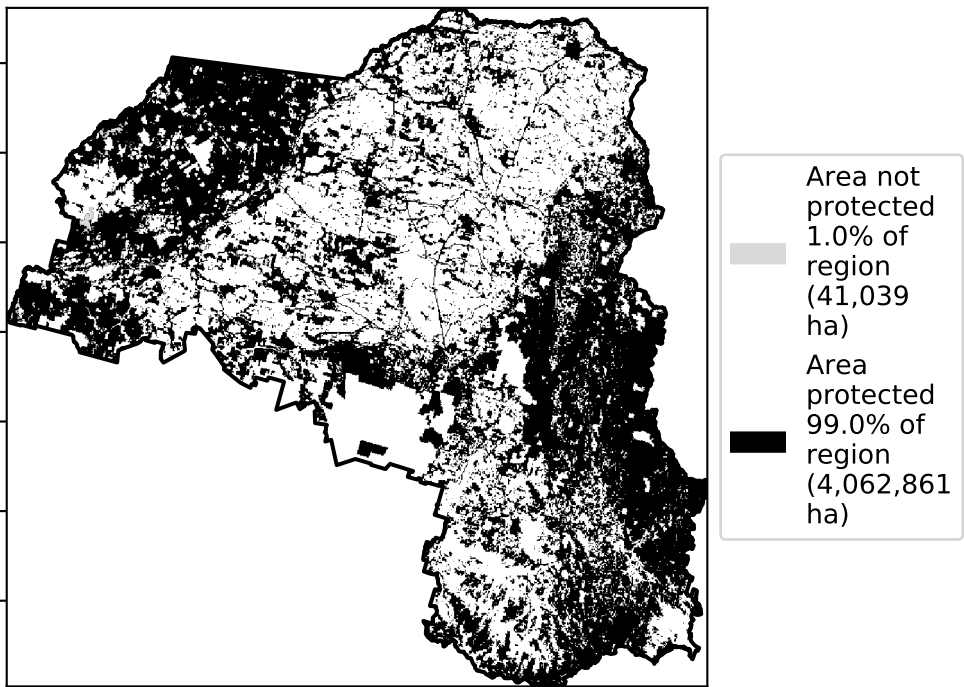 Area not
protected
1.0% of
region
(41,039
ha)
Area
protected
99.0% of
region
(4,062,861
ha)